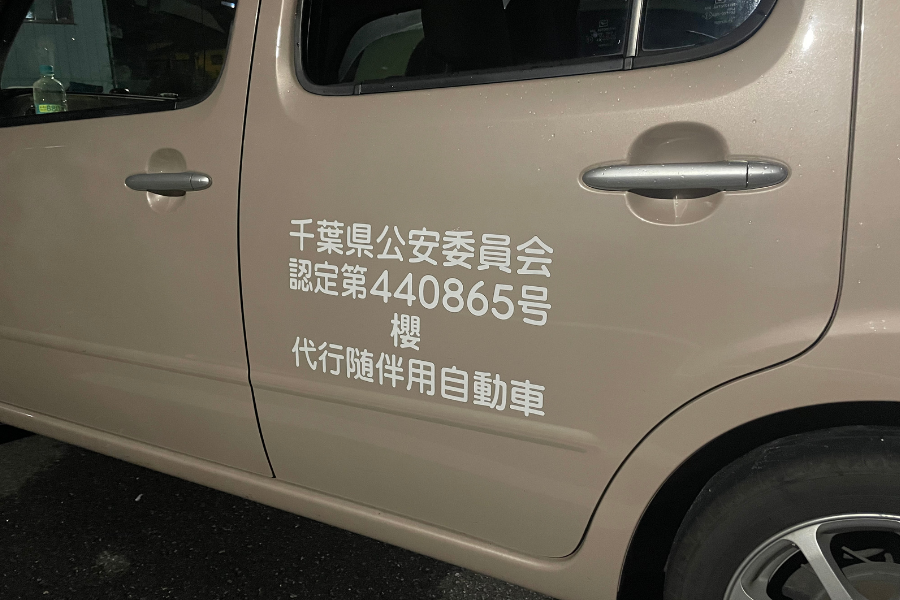 千葉県公安委員会
認定第440865号
櫻
代行随伴用自動車